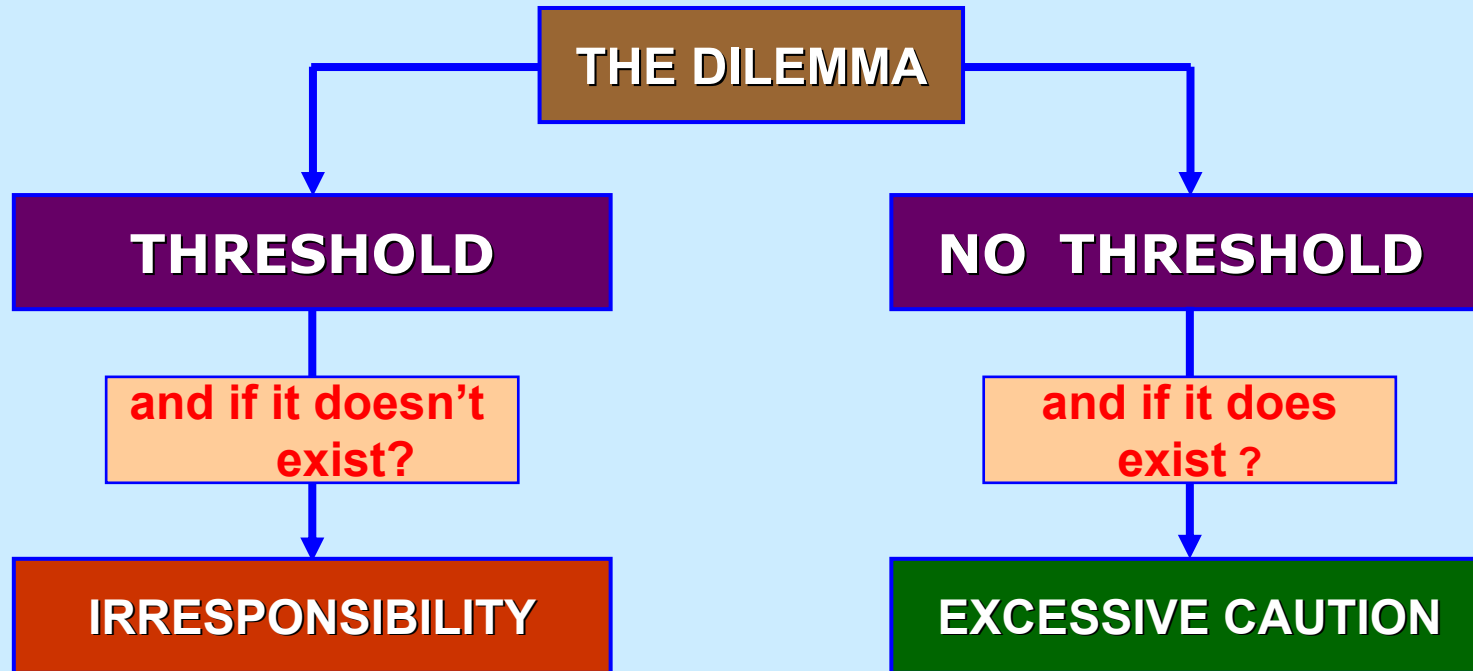 THE DILEMMA
THRESHOLD
NO THRESHOLD
and if it doesn’t
exist?
and if it does
exist ?
IRRESPONSIBILITY
EXCESSIVE CAUTION